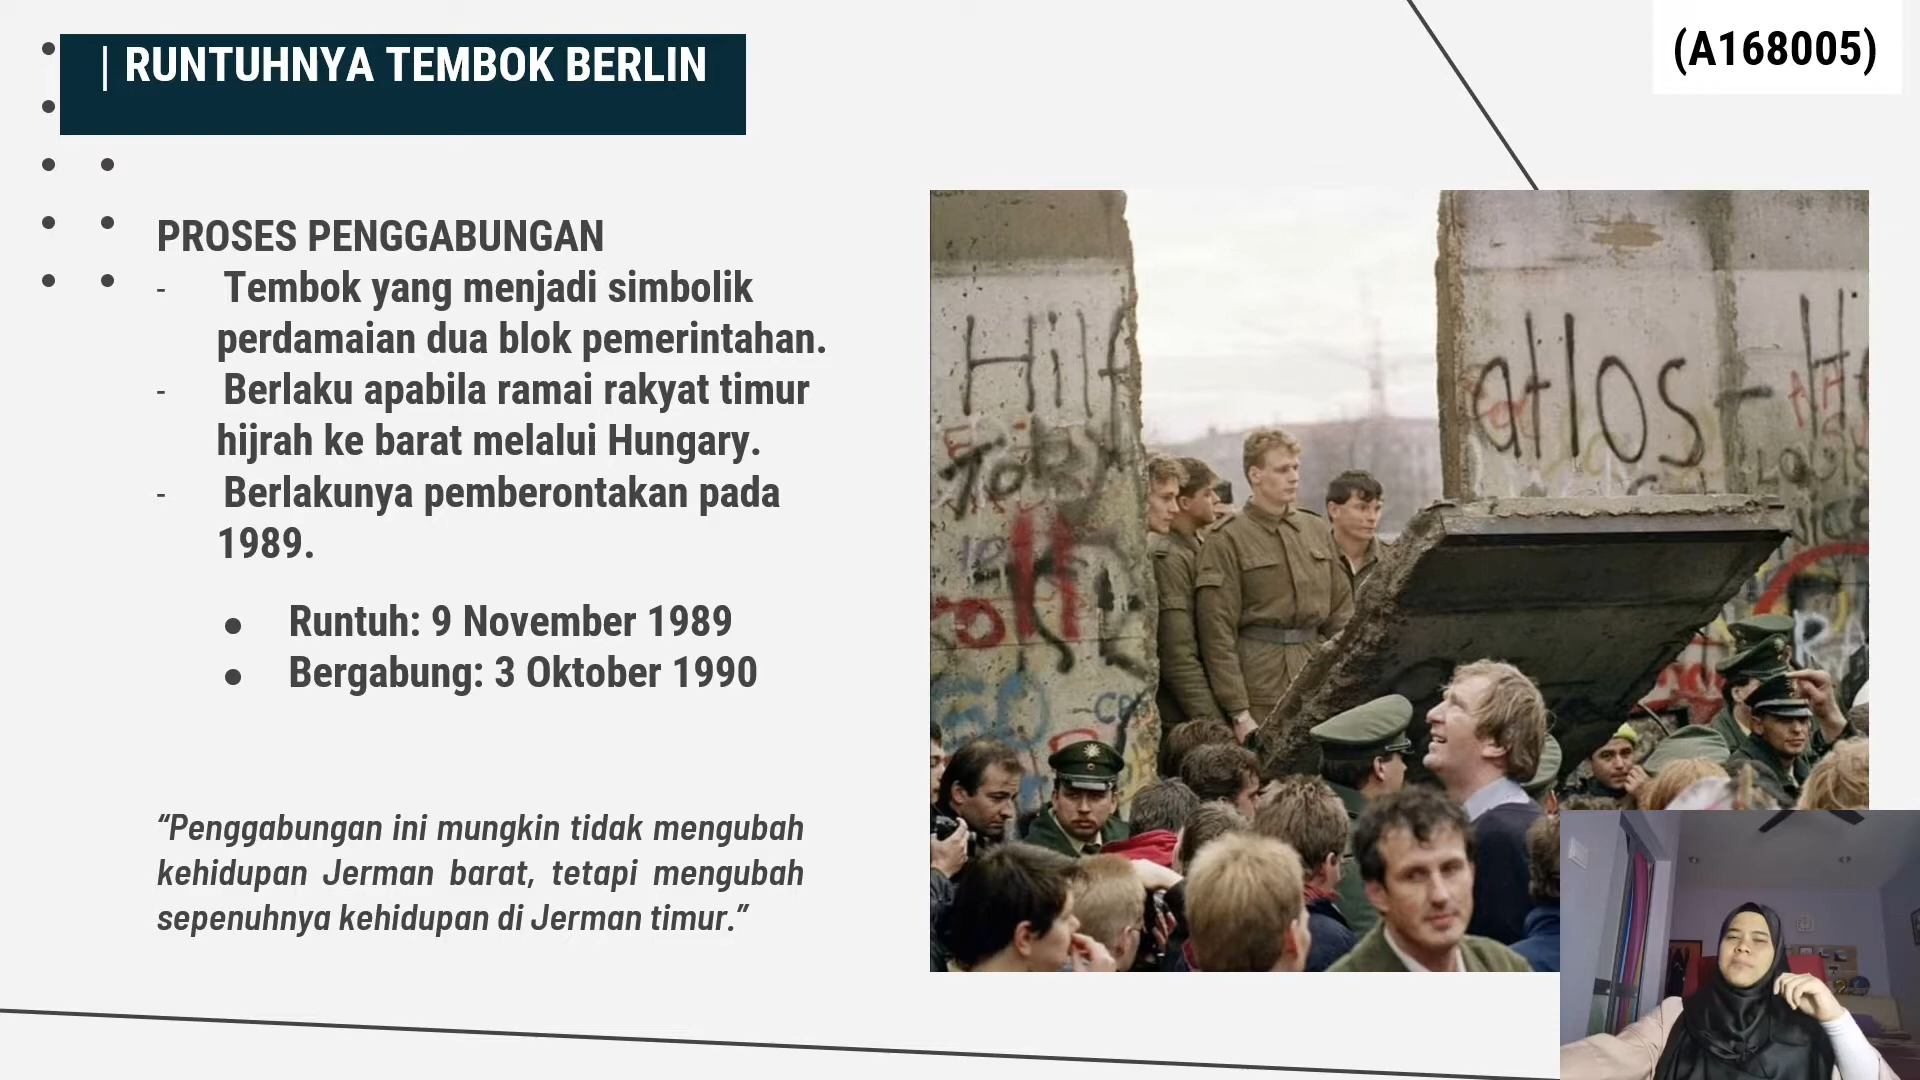 | RUNTUHNYA TEMBOK BERLIN
(A168005)
PROSES PENGGABUNGAN
- Tembok yang menjadi simbolik
perdamaian dua blok pemerintahan.
- Berlaku apabila ramai rakyat timur
hijrah ke barat melalui Hungary.
- Berlakunya pemberontakan pada
1989.
● Runtuh: 9 November 1989
● Bergabung: 3 Oktober 1990
“Penggabungan ini mungkin tidak mengubah
kehidupan Jerman barat, tetapi mengubah
sepenuhnya kehidupan di Jerman timur.”
Hilf
atlos